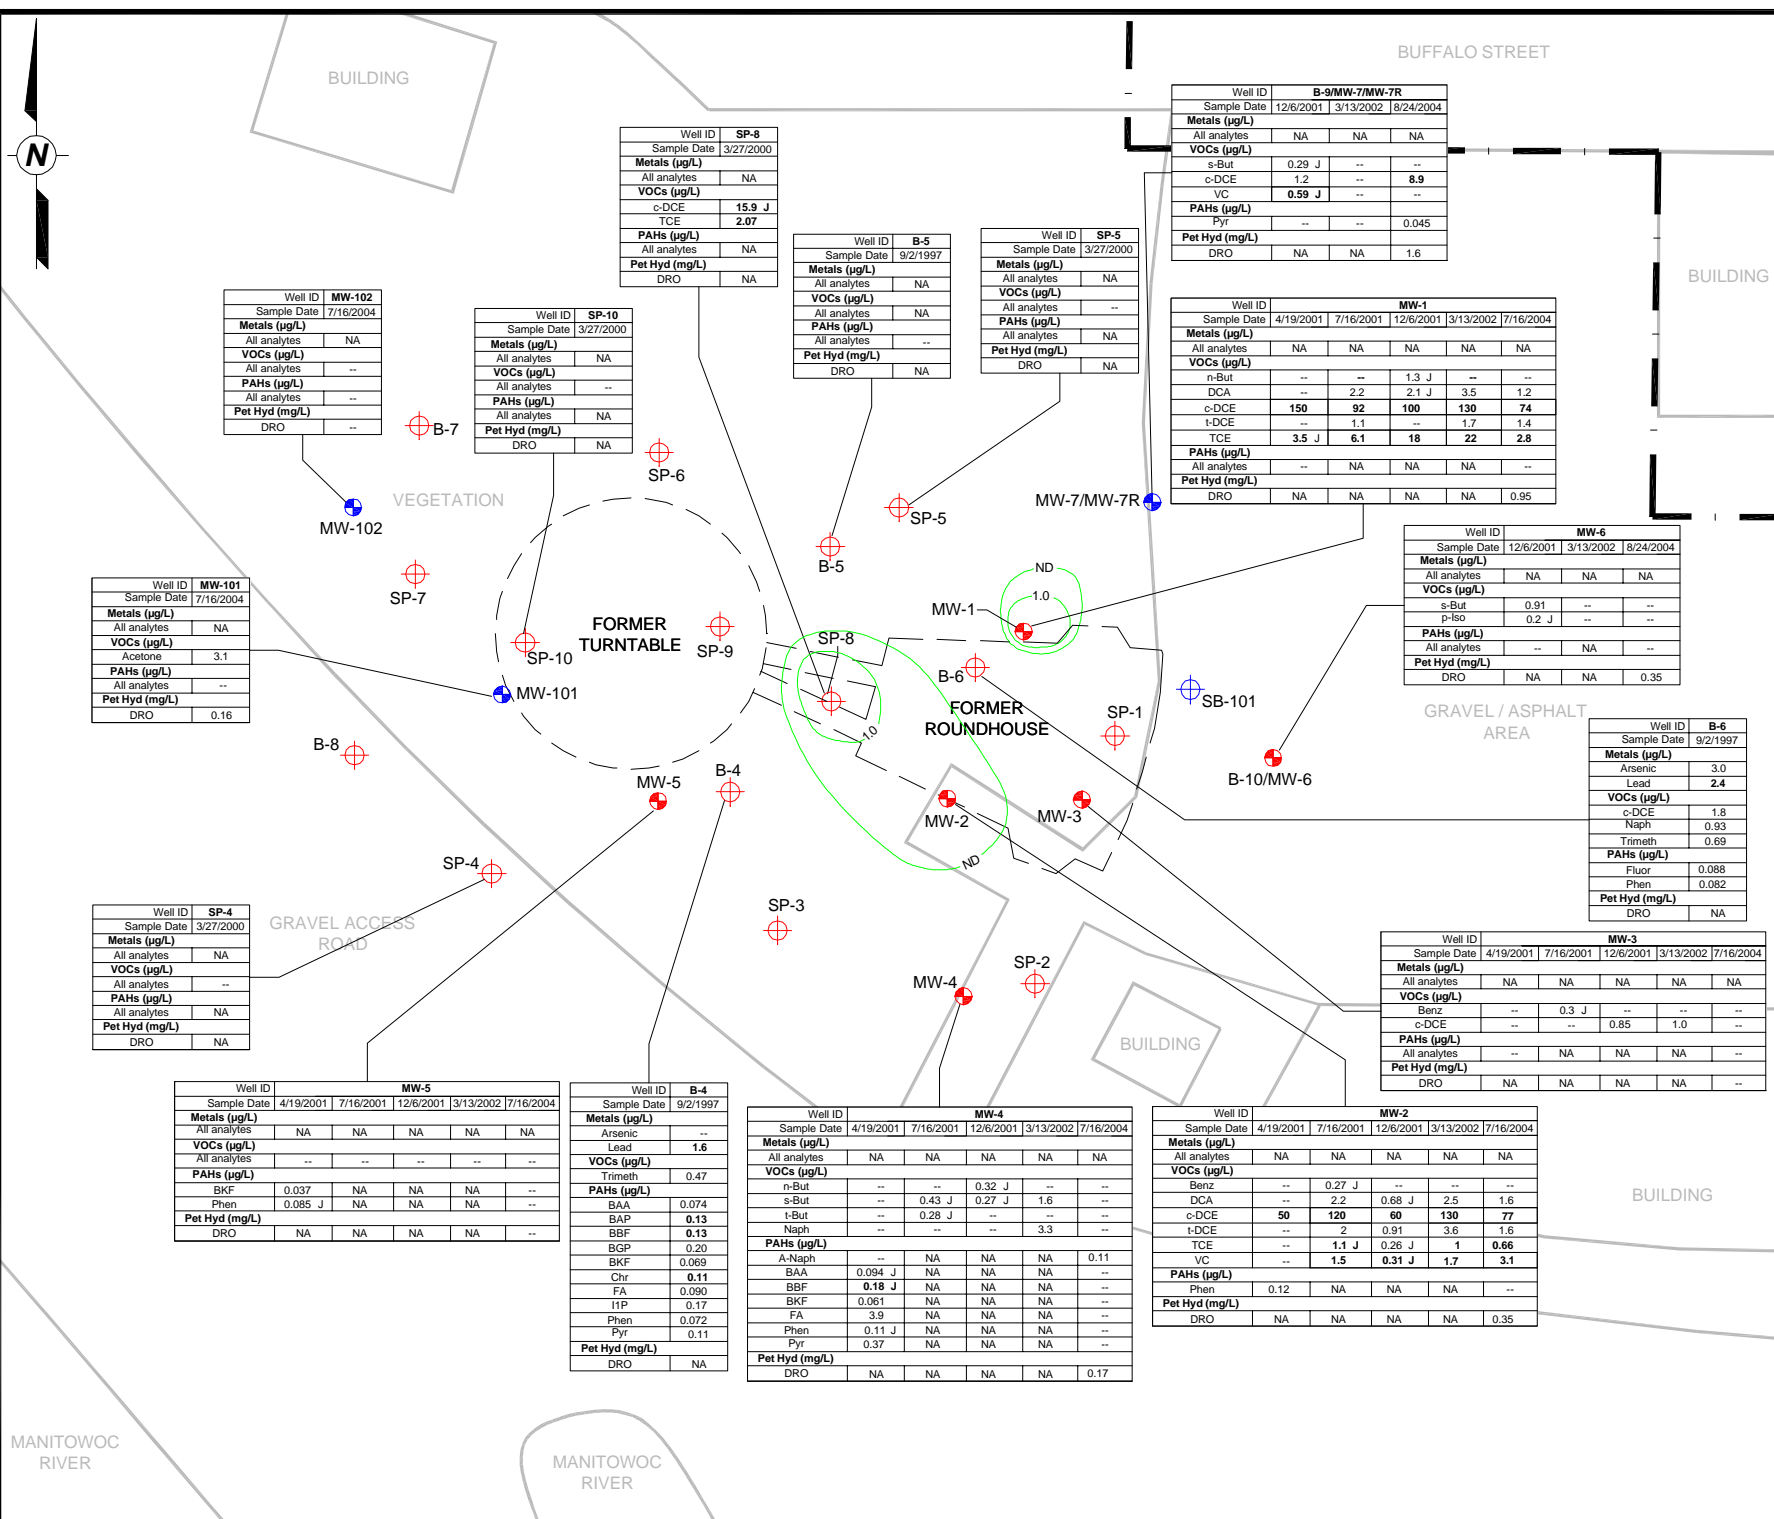 BUFFALO STREET
BUILDING
N
Well ID B-9/MW-7/MW-7R
Sample Date 12/6/2001 3/13/2002 8/24/2004
Metals (µg/L)
All analytes NA NA NA
VOCs (µg/L)
s-But 0.29 J -- --
c-DCE 1.2 -- 8.9
VC 0.59 J -- --
PAHs (µg/L)
Pyr -- -- 0.045
Pet Hyd (mg/L)
DRO NA NA 1.6
Well ID SP-8
Sample Date 3/27/2000
Metals (µg/L)
All analytes NA
VOCs (µg/L)
c-DCE 15.9 J
TCE 2.07
PAHs (µg/L)
All analytes NA
Pet Hyd (mg/L)
DRO NA
Well ID B-5
Sample Date 9/2/1997
Metals (µg/L)
All analytes NA
VOCs (µg/L)
All analytes NA
PAHs (µg/L)
All analytes --
Pet Hyd (mg/L)
DRO NA
Well ID SP-5
Sample Date 3/27/2000
Metals (µg/L)
All analytes NA
VOCs (µg/L)
All analytes --
PAHs (µg/L)
All analytes NA
Pet Hyd (mg/L)
DRO NA
BUILDING
Well ID MW-102
Sample Date 7/16/2004
Metals (µg/L)
All analytes NA
VOCs (µg/L)
All analytes --
PAHs (µg/L)
All analytes --
Pet Hyd (mg/L)
DRO --
Well ID SP-10
Sample Date 3/27/2000
Metals (µg/L)
All analytes NA
VOCs (µg/L)
All analytes --
PAHs (µg/L)
All analytes NA
Pet Hyd (mg/L)
DRO NA
Well ID MW-1
Sample Date 4/19/2001 7/16/2001 12/6/2001 3/13/2002 7/16/2004
Metals (µg/L)
All analytes NA NA NA NA NA
VOCs (µg/L)
n-But -- -- 1.3 J -- --
DCA -- 2.2 2.1 J 3.5 1.2
c-DCE 150 92 100 130 74
t-DCE -- 1.1 -- 1.7 1.4
TCE 3.5 J 6.1 18 22 2.8
PAHs (µg/L)
All analytes -- NA NA NA --
Pet Hyd (mg/L)
DRO NA NA NA NA 0.95
B-7
SP-6
VEGETATION
MW-102
SP-5
MW-7/MW-7R
B-5
SP-7
Well ID MW-6
Sample Date 12/6/2001 3/13/2002 8/24/2004
Metals (µg/L)
All analytes NA NA NA
VOCs (µg/L)
s-But 0.91 -- --
p-Iso 0.2 J -- --
PAHs (µg/L)
All analytes -- NA --
Pet Hyd (mg/L)
DRO NA NA 0.35
Well ID MW-101
Sample Date 7/16/2004
Metals (µg/L)
All analytes NA
VOCs (µg/L)
Acetone 3.1
PAHs (µg/L)
All analytes --
Pet Hyd (mg/L)
DRO 0.16
ND
1.0
MW-1
FORMER
TURNTABLE
SP-8
SP-10
SP-9
B-6
MW-101
SB-101
FORMER
ROUNDHOUSE
SP-1
1.0
GRAVEL / ASPHALT
AREA
B-8
MW-5
B-4
B-10/MW-6
MW-2
MW-3
ND
Well ID B-6
Sample Date 9/2/1997
Metals (µg/L)
Arsenic 3.0
Lead 2.4
VOCs (µg/L)
c-DCE 1.8
Naph 0.93
Trimeth 0.69
PAHs (µg/L)
Fluor 0.088
Phen 0.082
Pet Hyd (mg/L)
DRO NA
SP-4
SP-3
GRAVEL ACCESS
ROAD
Well ID SP-4
Sample Date 3/27/2000
Metals (µg/L)
All analytes NA
VOCs (µg/L)
All analytes --
PAHs (µg/L)
All analytes NA
Pet Hyd (mg/L)
DRO NA
MW-4
SP-2
BUILDING
Well ID MW-3
Sample Date 4/19/2001 7/16/2001 12/6/2001 3/13/2002 7/16/2004
Metals (µg/L)
All analytes NA NA NA NA NA
VOCs (µg/L)
Benz -- 0.3 J -- -- --
c-DCE -- -- 0.85 1.0 --
PAHs (µg/L)
All analytes -- NA NA NA --
Pet Hyd (mg/L)
DRO NA NA NA NA --
Well ID MW-5
Sample Date 4/19/2001 7/16/2001 12/6/2001 3/13/2002 7/16/2004
Metals (µg/L)
All analytes NA NA NA NA NA
VOCs (µg/L)
All analytes -- -- -- -- --
PAHs (µg/L)
BKF 0.037 NA NA NA --
Phen 0.085 J NA NA NA --
Pet Hyd (mg/L)
DRO NA NA NA NA --
Well ID B-4
Sample Date 9/2/1997
Metals (µg/L)
Arsenic --
Lead 1.6
VOCs (µg/L)
Trimeth 0.47
PAHs (µg/L)
BAA 0.074
BAP 0.13
BBF 0.13
BGP 0.20
BKF 0.069
Chr 0.11
FA 0.090
I1P 0.17
Phen 0.072
Pyr 0.11
Pet Hyd (mg/L)
DRO NA
Well ID MW-4
Sample Date 4/19/2001 7/16/2001 12/6/2001 3/13/2002 7/16/2004
Metals (µg/L)
All analytes NA NA NA NA NA
VOCs (µg/L)
n-But -- -- 0.32 J -- --
s-But -- 0.43 J 0.27 J 1.6 --
t-But -- 0.28 J -- -- --
Naph -- -- -- 3.3 --
PAHs (µg/L)
A-Naph -- NA NA NA 0.11
BAA 0.094 J NA NA NA --
BBF 0.18 J NA NA NA --
BKF 0.061 NA NA NA --
FA 3.9 NA NA NA --
Phen 0.11 J NA NA NA --
Pyr 0.37 NA NA NA --
Pet Hyd (mg/L)
DRO NA NA NA NA 0.17
Well ID MW-2
Sample Date 4/19/2001 7/16/2001 12/6/2001 3/13/2002 7/16/2004
Metals (µg/L)
All analytes NA NA NA NA NA
VOCs (µg/L)
Benz -- 0.27 J -- -- --
DCA -- 2.2 0.68 J 2.5 1.6
c-DCE 50 120 60 130 77
t-DCE -- 2 0.91 3.6 1.6
TCE -- 1.1 J 0.26 J 1 0.66
VC -- 1.5 0.31 J 1.7 3.1
PAHs (µg/L)
Phen 0.12 NA NA NA --
Pet Hyd (mg/L)
DRO NA NA NA NA 0.35
BUILDING
MANITOWOC
RIVER
MANITOWOC
RIVER